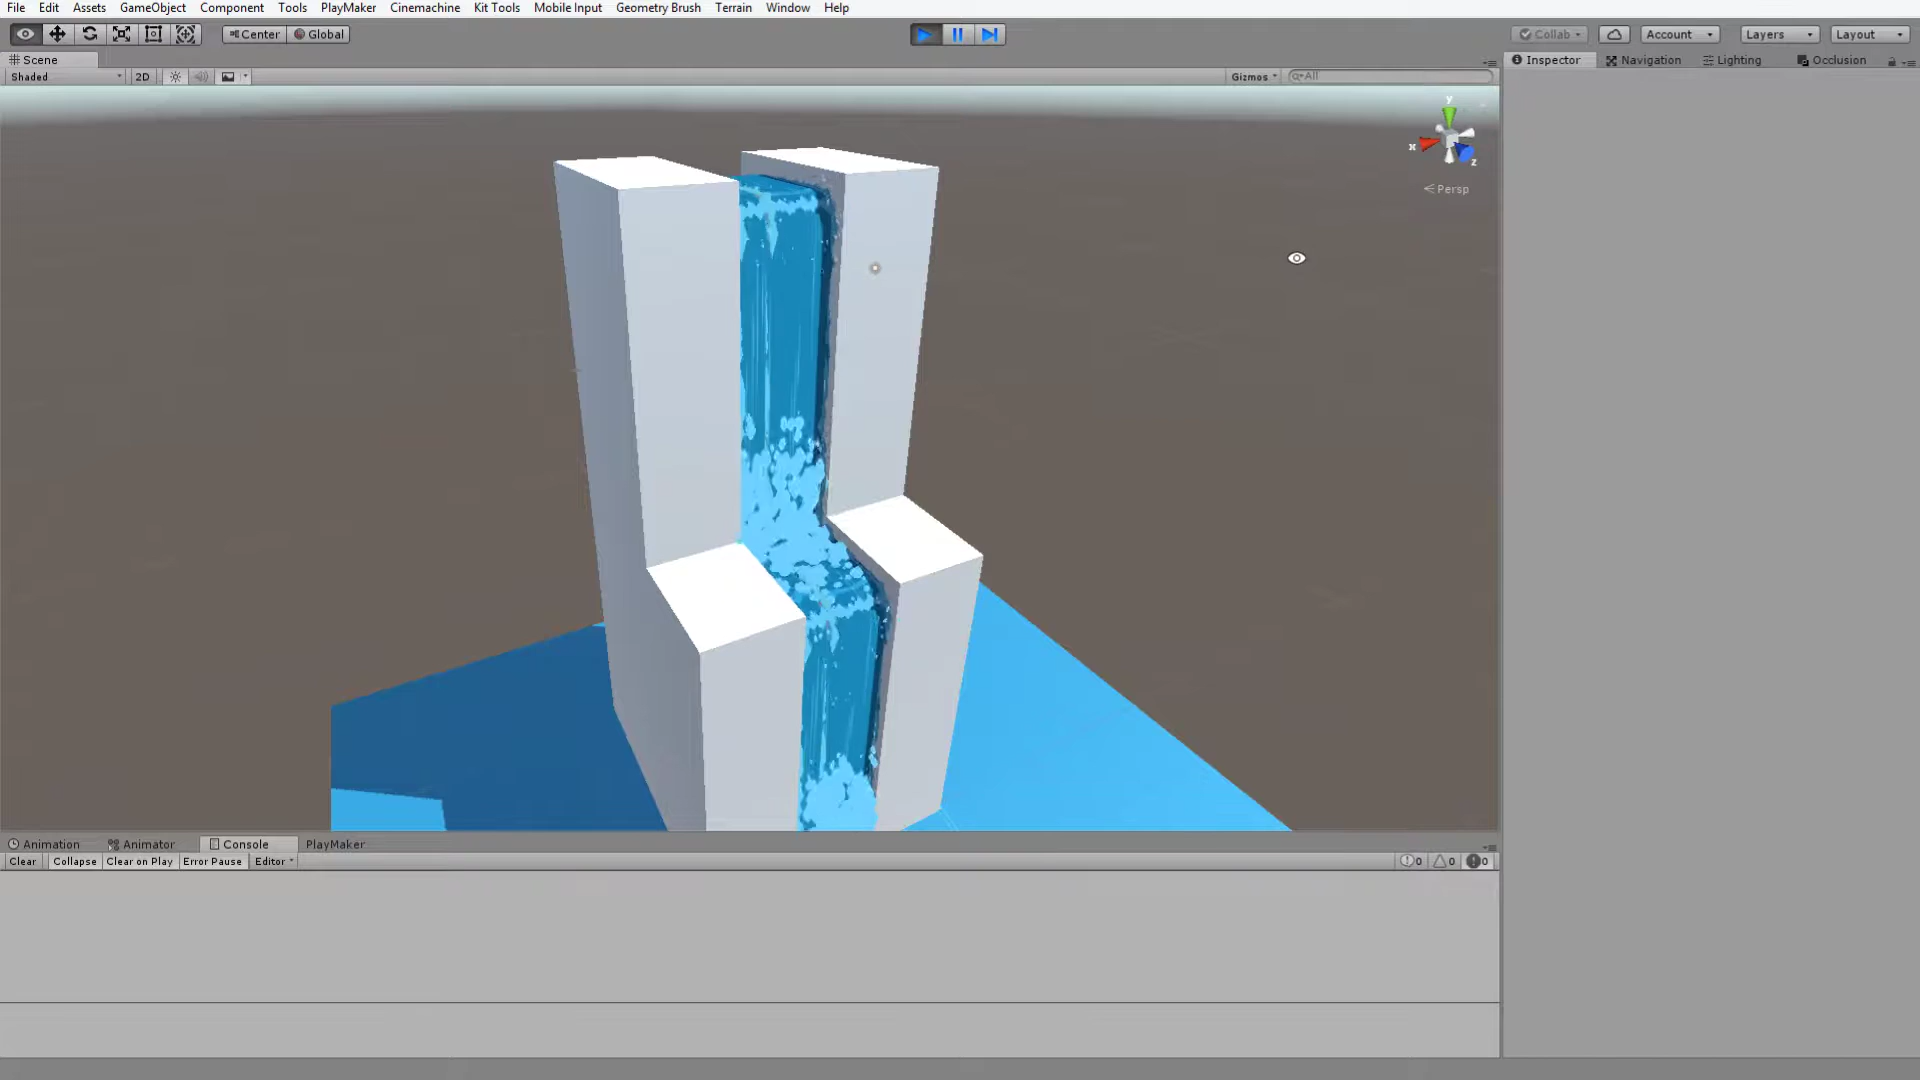 File Edit Assets GameObject Component Tools PlayMaker Cinemachine Kit Tools Mobile Input Geometry Brush Terrain Window Help
Center Global Collab Account Layers Layout
Scene Inspector Navigation Lighting Occlusion
Shaded 2D Gizmos All
y
x
z
Persp
Animation Animator Console PlayMaker
Clear Collapse Clear on Play Error Pause Editor 0 0 0